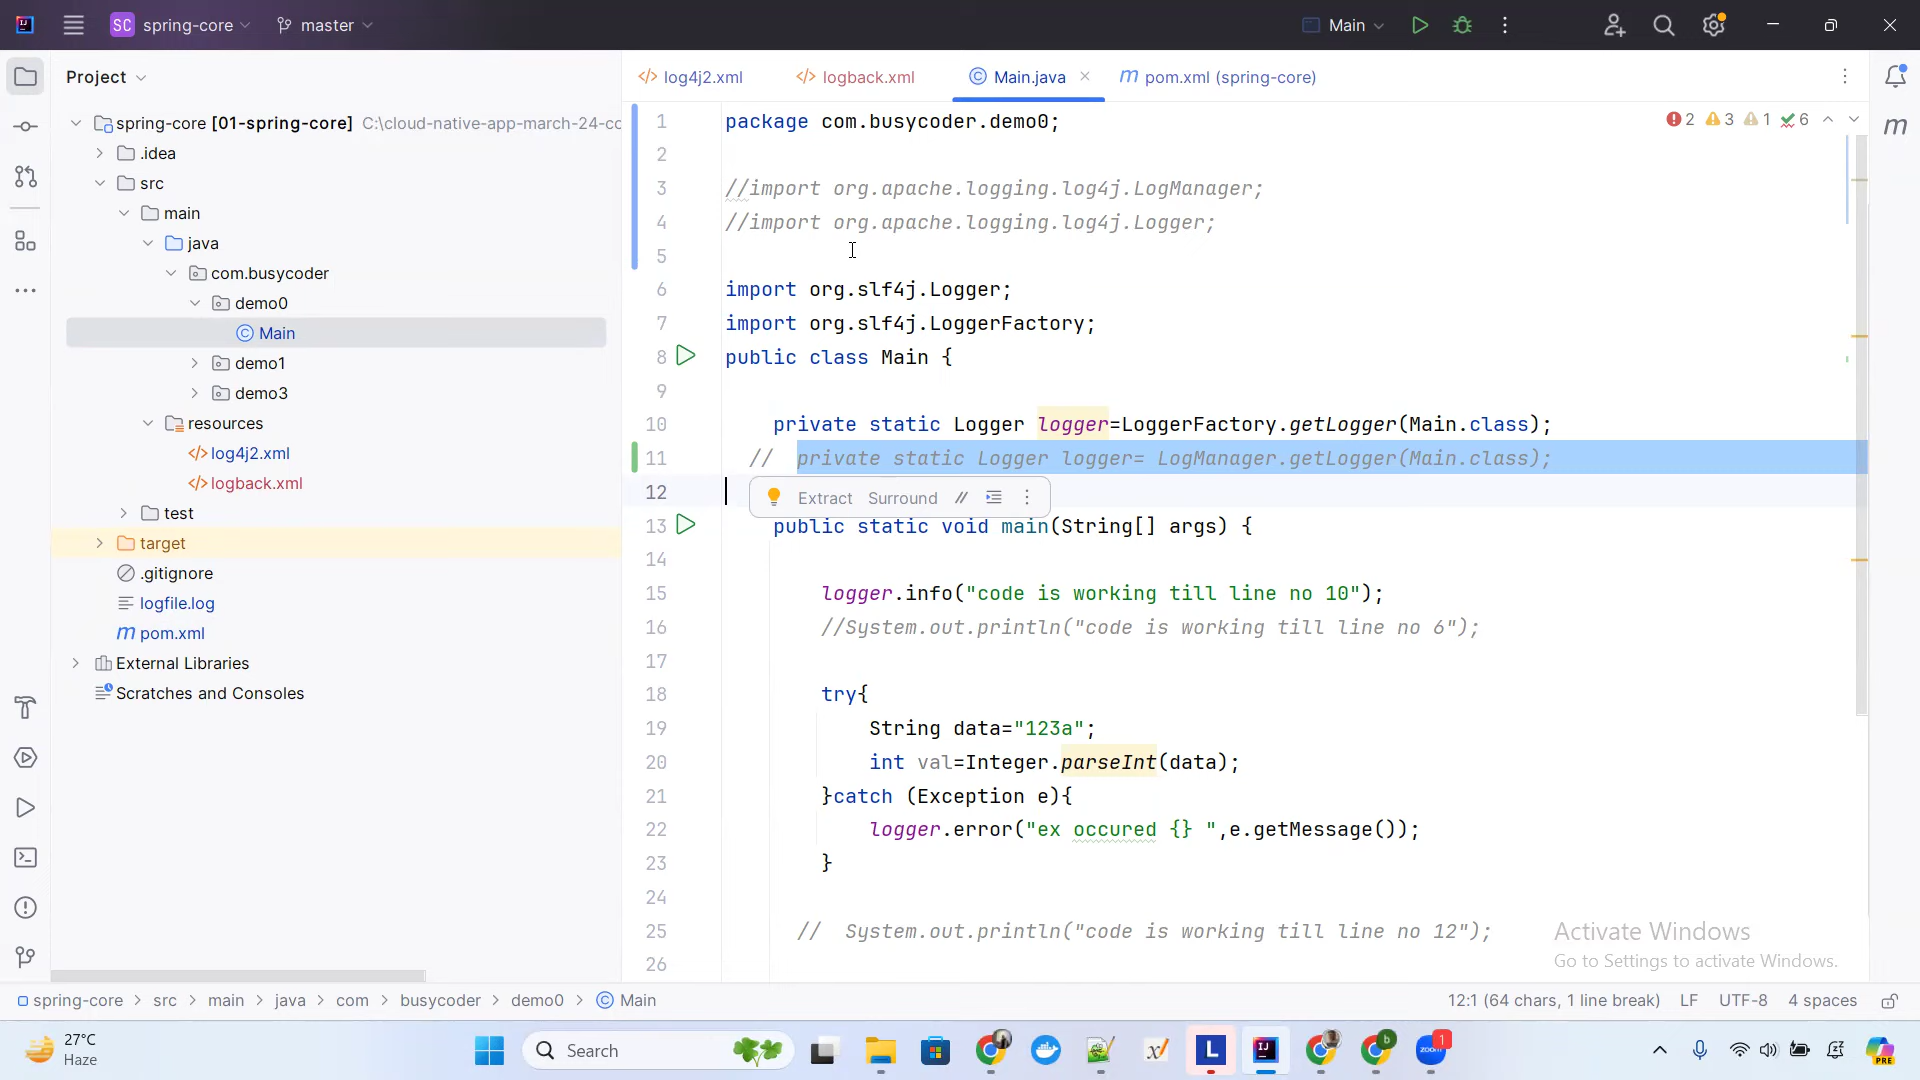 SC spring-core master Main
Project
log4j2.xml logback.xml Main.java pom.xml (spring-core)
spring-core [01-spring-core] C:\cloud-native-app-march-24-co
.idea
src
main
java
com.busycoder
demo0
Main
demo1
demo3
resources
log4j2.xml
logback.xml
test
target
.gitignore
logfile.log
pom.xml
External Libraries
Scratches and Consoles
2 3 1 6
1 package com.busycoder.demo0;
2
3 //import org.apache.logging.log4j.LogManager;
4 //import org.apache.logging.log4j.Logger;
5
6 import org.slf4j.Logger;
7 import org.slf4j.LoggerFactory;
8 public class Main {
9
10 private static Logger logger=LoggerFactory.getLogger(Main.class);
11 // private static Logger logger= LogManager.getLogger(Main.class);
12 Extract Surround //
13 public static void main(String[] args) {
14
15 logger.info("code is working till line no 10");
16 //System.out.println("code is working till line no 6");
17
18 try{
19 String data="123a";
20 int val=Integer.parseInt(data);
21 }catch (Exception e){
22 logger.error("ex occured {} ",e.getMessage());
23 }
24
25 // System.out.println("code is working till line no 12");
26
Activate Windows
Go to Settings to activate Windows.
spring-core > src > main > java > com > busycoder > demo0 > Main
12:1 (64 chars, 1 line break) LF UTF-8 4 spaces
27°C
Haze
Search
L
zoom
1
PRE